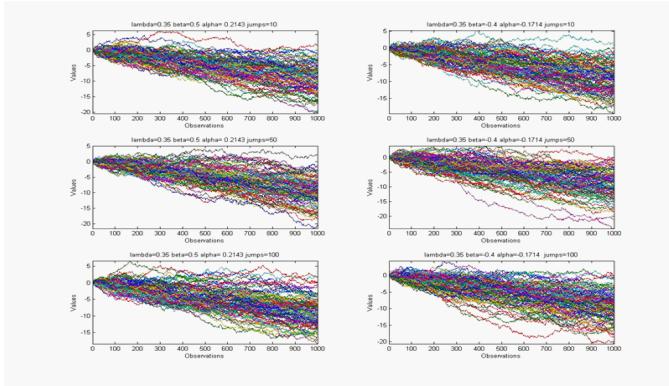 lambda=0.35 beta=0.5 alpha= 0.2143 jumps=10
5
0
-5
-10
-15
-20
Values
0 100 200 300 400 500 600 700 800 900 1000
Observations
lambda=0.35 beta=-0.4 alpha=-0.1714 jumps=10
5
0
-5
-10
-15
Values
0 100 200 300 400 500 600 700 800 900 1000
Observations
lambda=0.35 beta=0.5 alpha= 0.2143 jumps=50
5
0
-5
-10
-15
-20
Values
0 100 200 300 400 500 600 700 800 900 1000
Observations
lambda=0.35 beta=-0.4 alpha=-0.1714 jumps=50
0
-5
-10
-15
-20
Values
0 100 200 300 400 500 600 700 800 900 1000
Observations
lambda=0.35 beta=0.5 alpha= 0.2143 jumps=100
5
0
-5
-10
-15
Values
0 100 200 300 400 500 600 700 800 900 1000
Observations
lambda=0.35 beta=-0.4 alpha=-0.1714 jumps=100
0
-5
-10
-15
-20
Values
0 100 200 300 400 500 600 700 800 900 1000
Observations